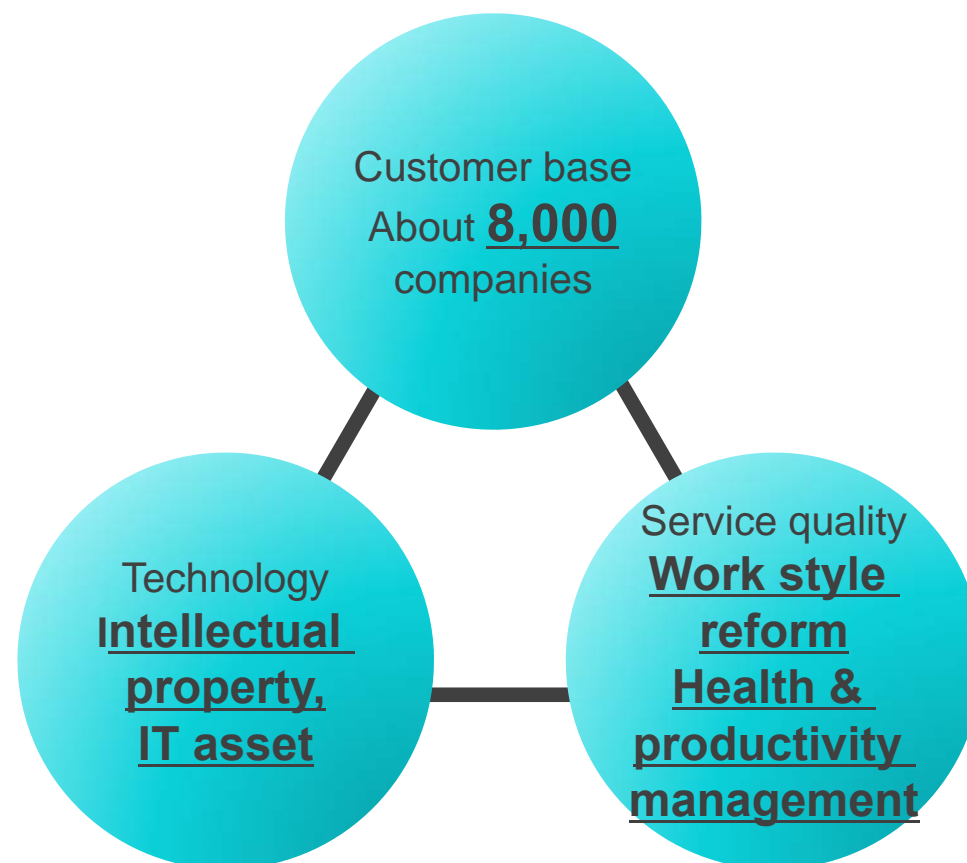 Customer base
About 8,000
companies
Technology
Intellectual
property,
IT asset
Service quality
Work style
reform
Health &
productivity
management